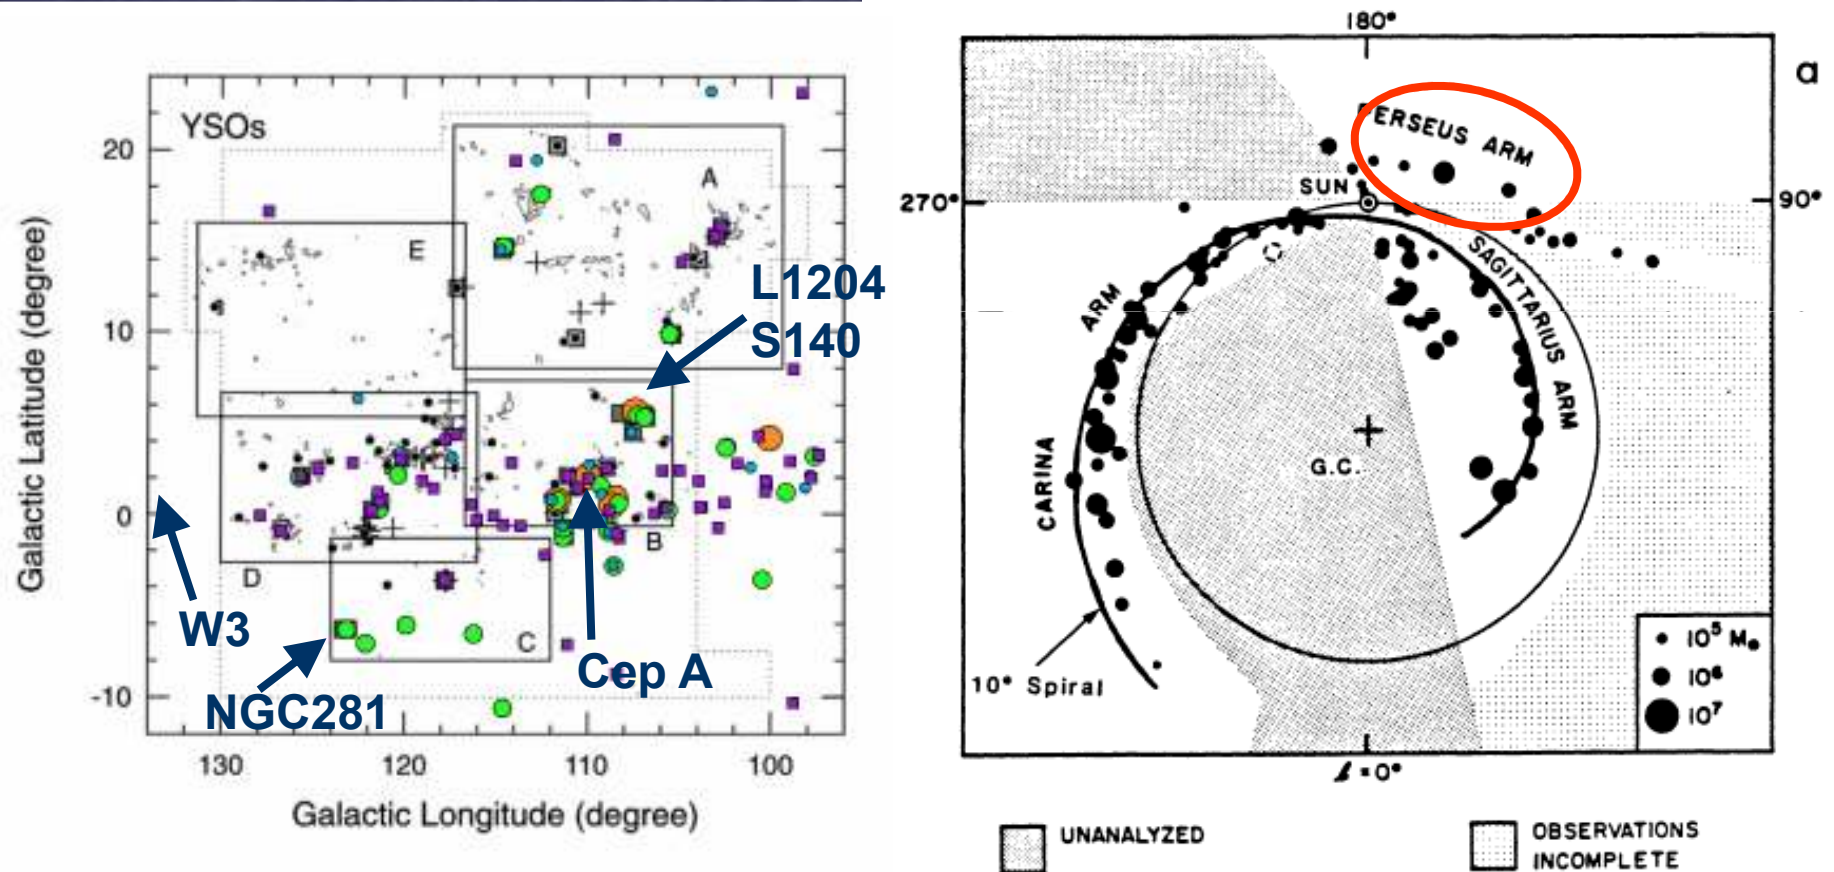 YSOs
20
10
0
-10
130
120
110
100
Galactic Latitude (degree)
Galactic Longitude (degree)
A
E
B
D
C
L1204
S140
W3
NGC281
Cep A
180°
a
PERSEUS ARM
SUN
270°
90°
SAGITTARIUS ARM
CARINA ARM
G.C.
10° Spiral
10⁵ M
10⁶
10⁷
ℓ=0°
UNANALYZED
OBSERVATIONS
INCOMPLETE